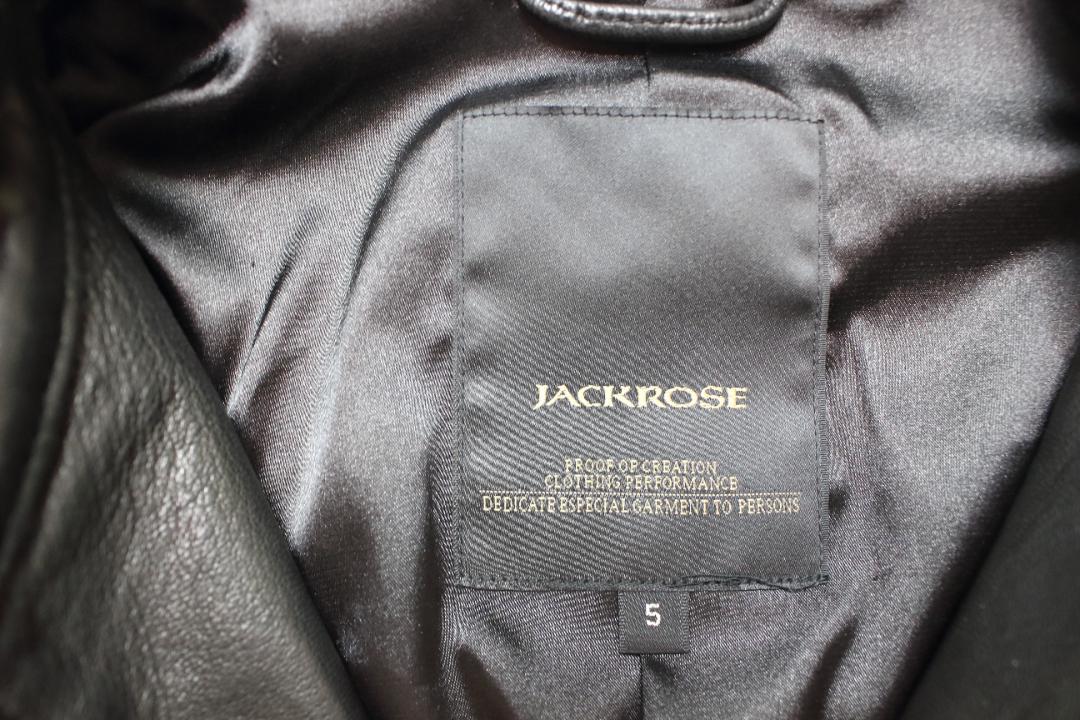 JACKROSE
PROOF OF CREATION
CLOTHING PERFORMANCE
DEDICATE ESPECIAL GARMENT TO PERSONS
5